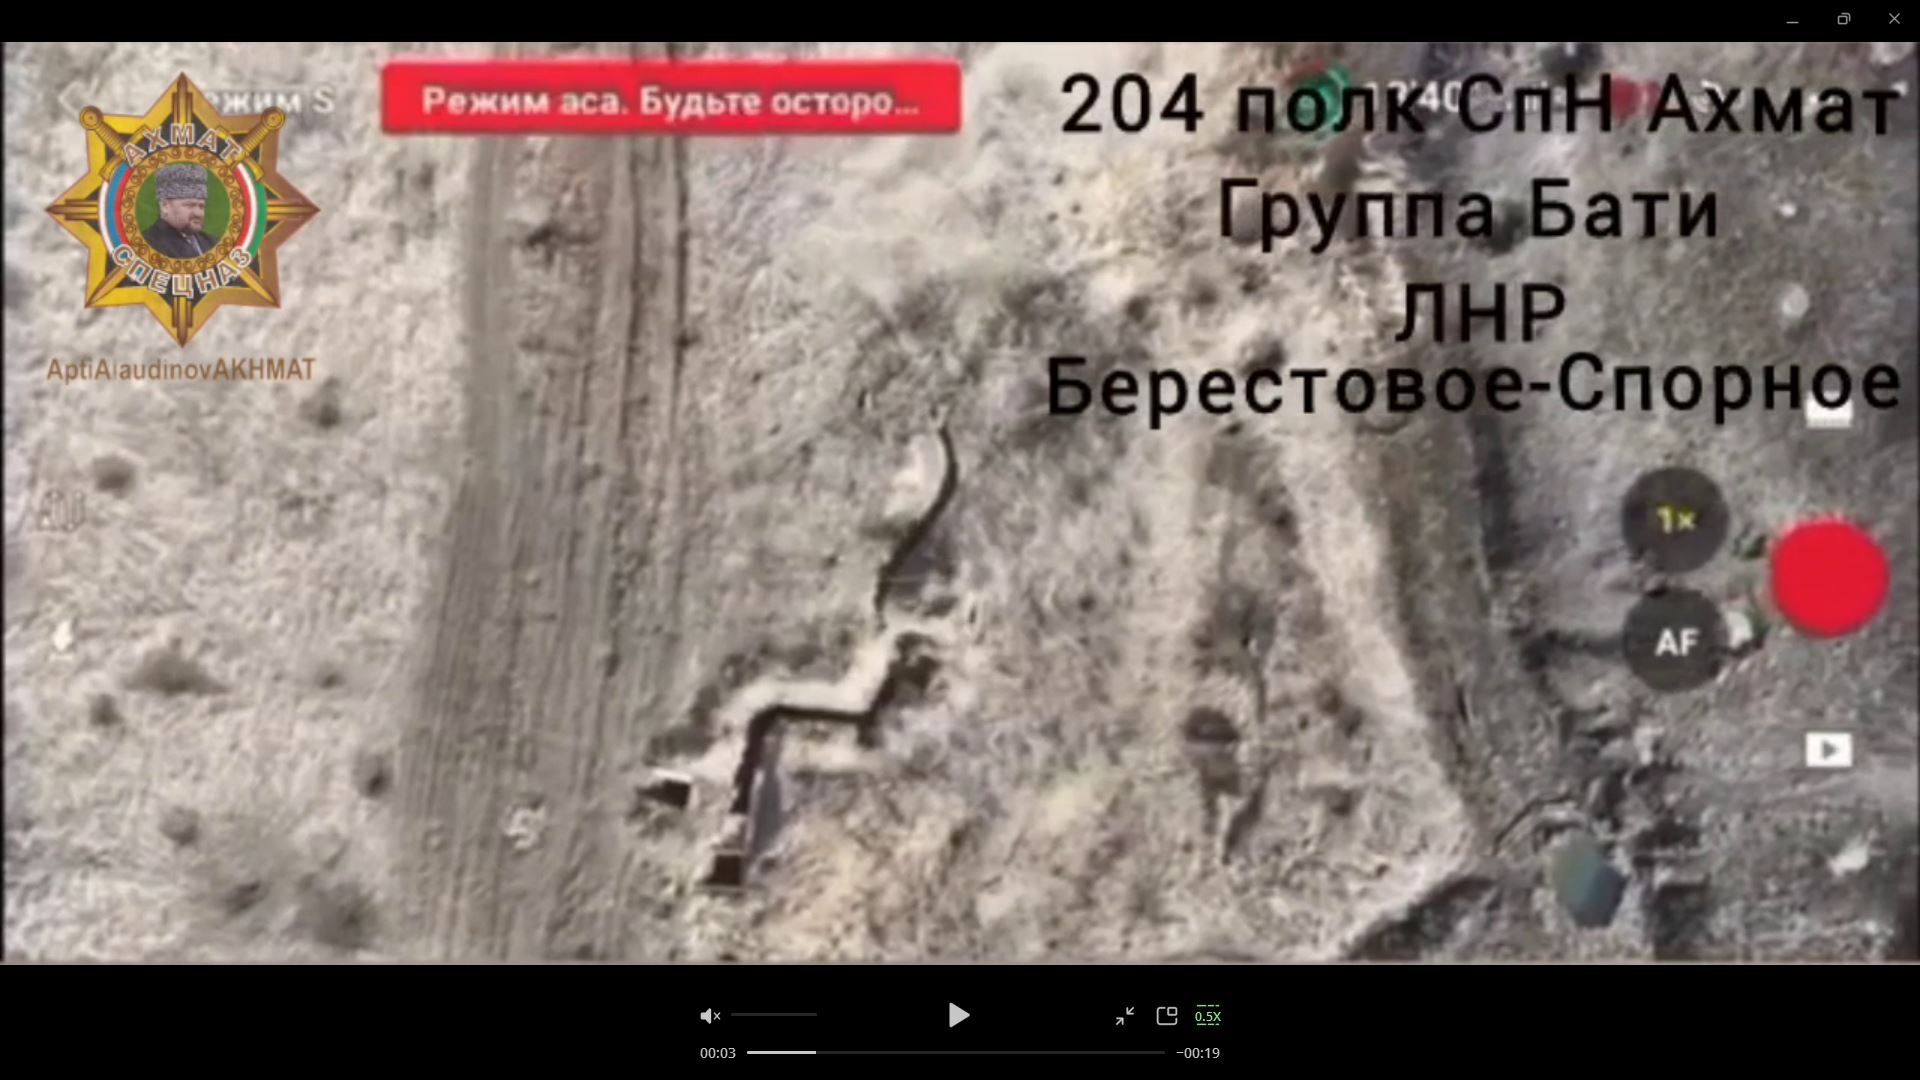 Режим S
Режим аса. Будьте осторо...
204 полк СпН Ахмат
Группа Бати
ЛНР
Берестовое-Спорное
АХМАТ
СПЕЦНАЗ
AptiAlaudinovAKHMAT
1×
AF
0.5X
00:03
−00:19